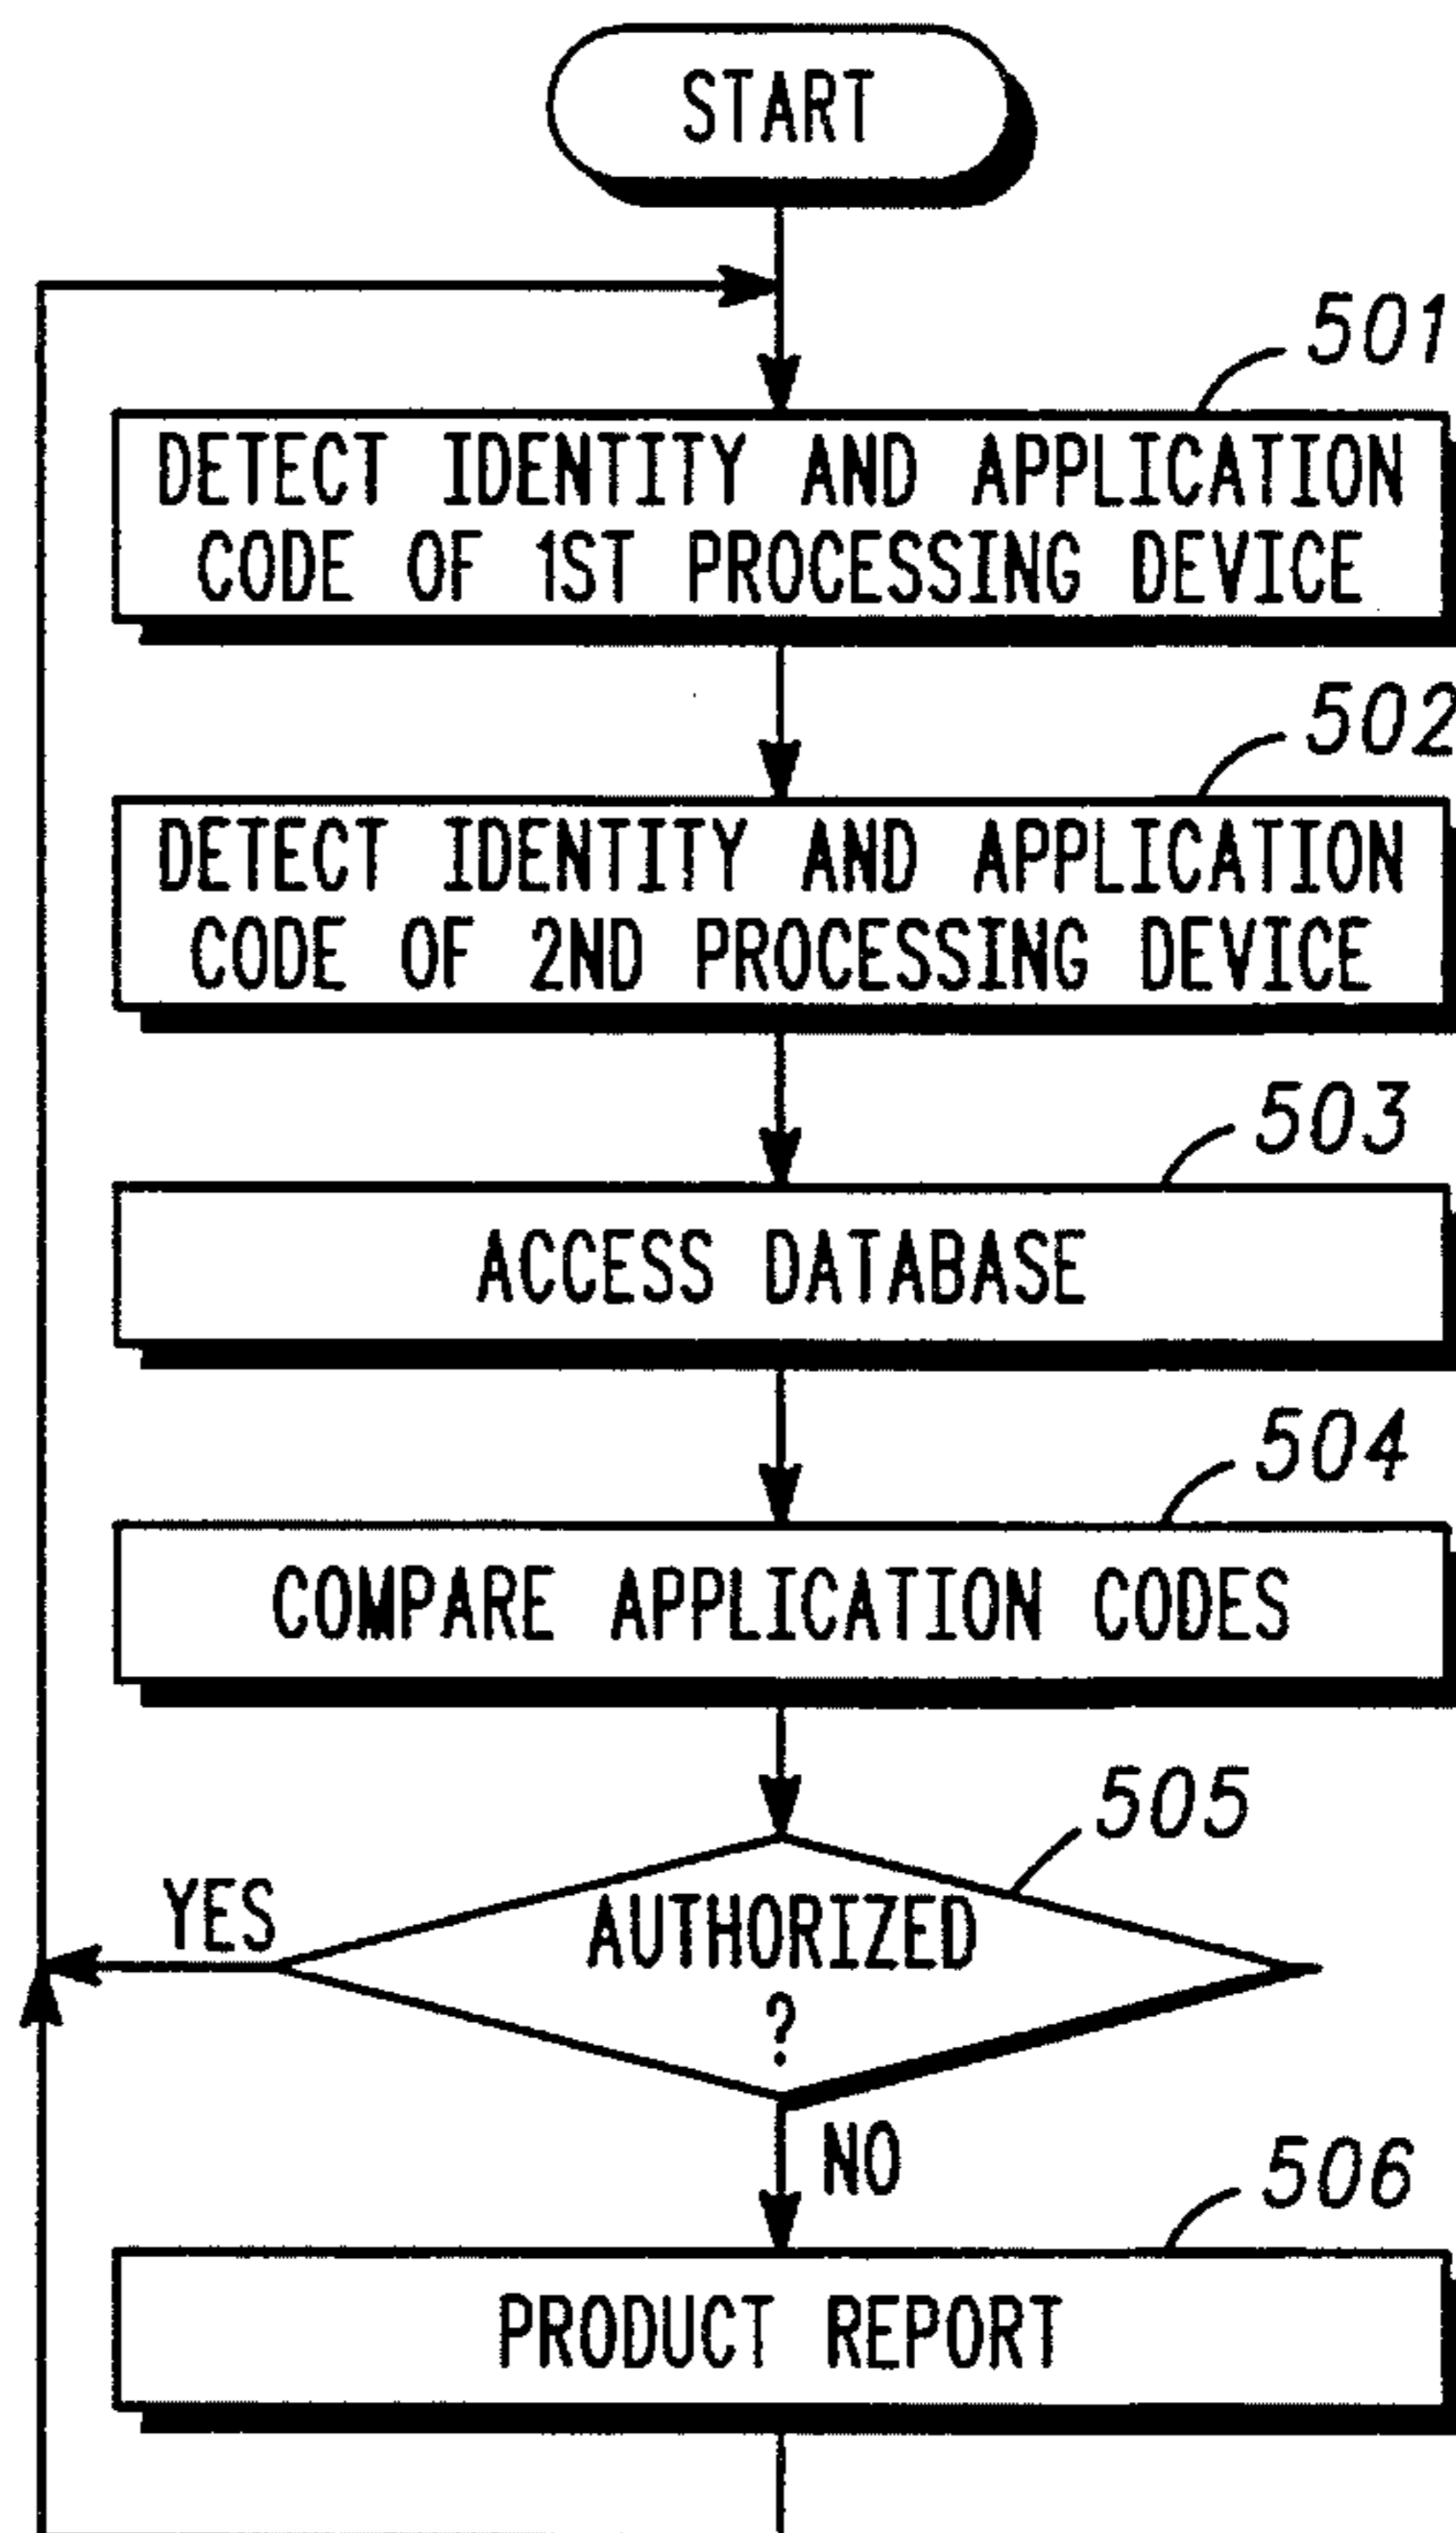 START
501
DETECT IDENTITY AND APPLICATION
CODE OF 1ST PROCESSING DEVICE
502
DETECT IDENTITY AND APPLICATION
CODE OF 2ND PROCESSING DEVICE
503
ACCESS DATABASE
504
COMPARE APPLICATION CODES
505
YES
AUTHORIZED
?
NO
506
PRODUCT REPORT